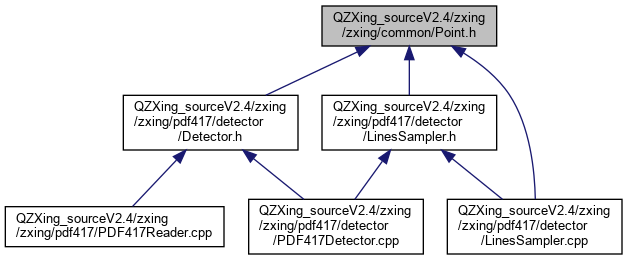 QZXing_sourceV2.4/zxing
/zxing/common/Point.h
QZXing_sourceV2.4/zxing
/zxing/pdf417/detector
/Detector.h
QZXing_sourceV2.4/zxing
/zxing/pdf417/detector
/LinesSampler.h
QZXing_sourceV2.4/zxing
/zxing/pdf417/PDF417Reader.cpp
QZXing_sourceV2.4/zxing
/zxing/pdf417/detector
/PDF417Detector.cpp
QZXing_sourceV2.4/zxing
/zxing/pdf417/detector
/LinesSampler.cpp